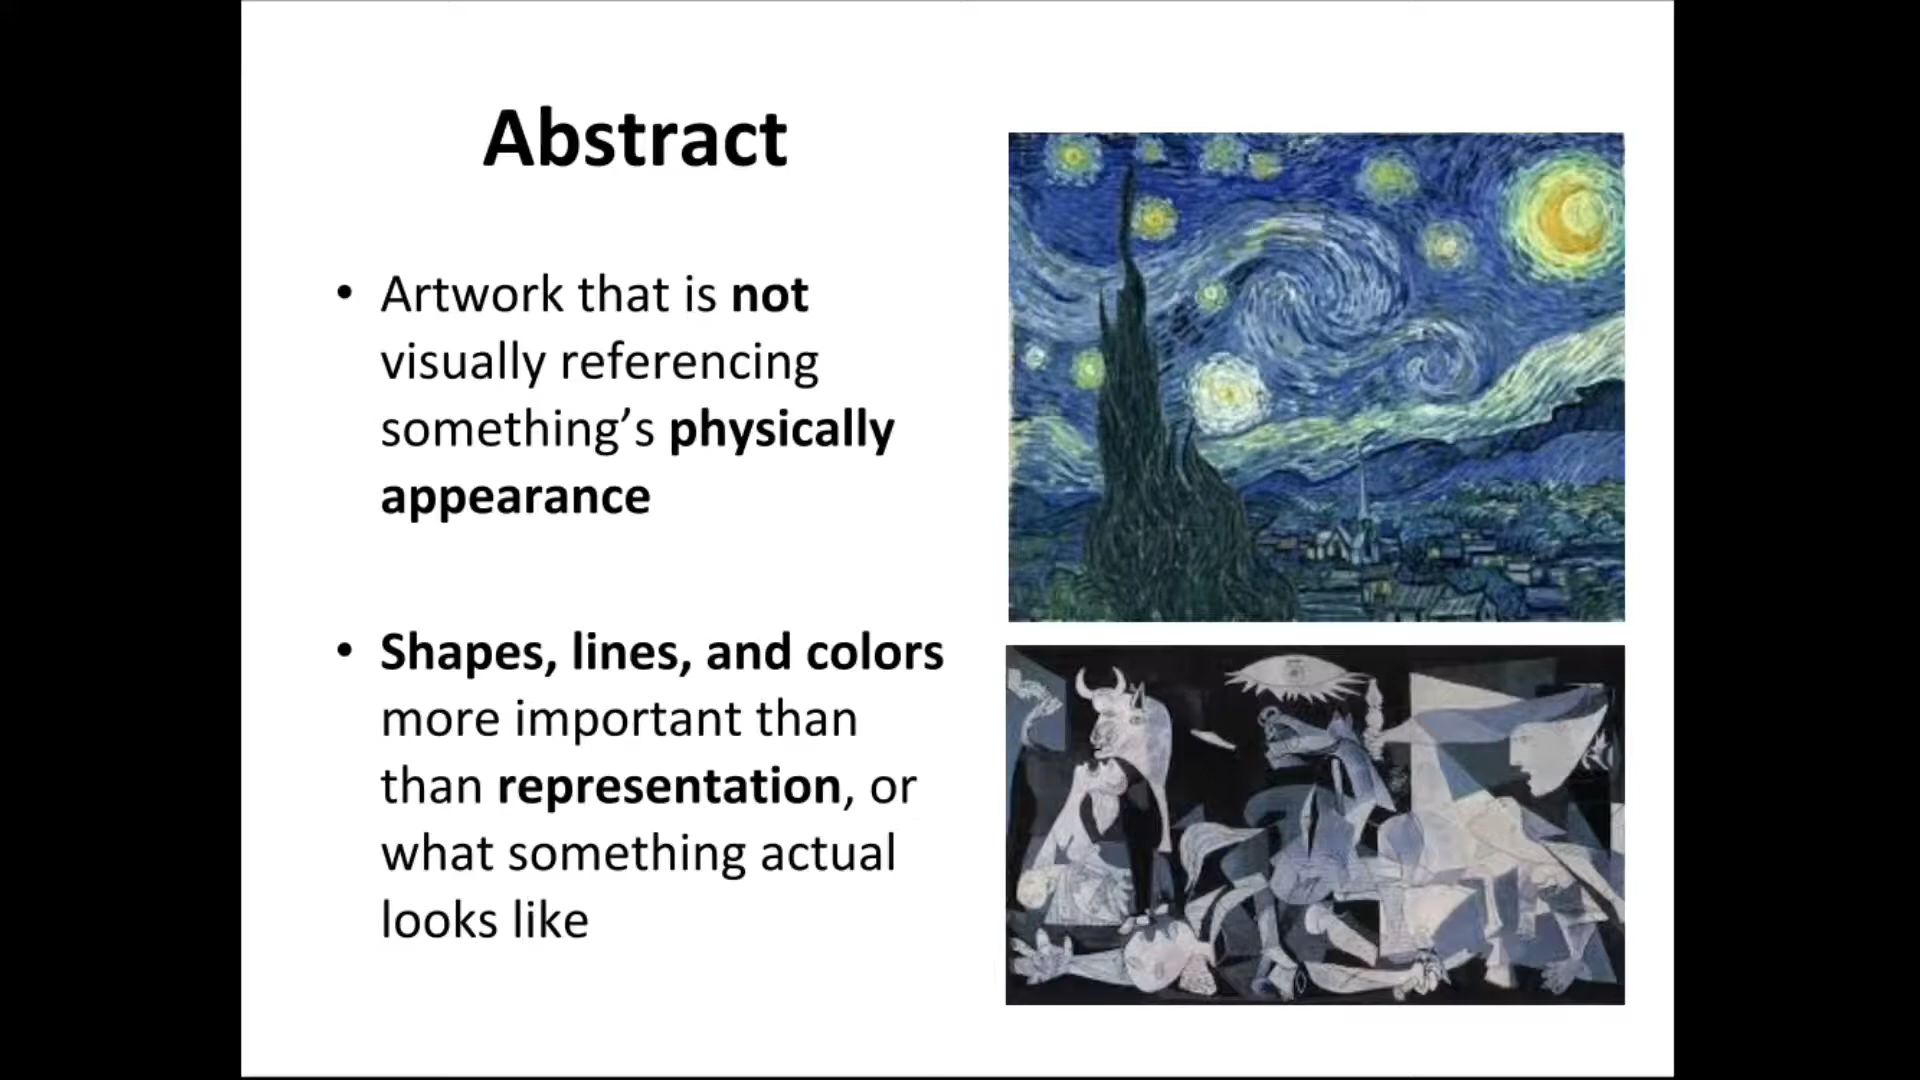 Abstract
• Artwork that is not
visually referencing
something’s physically
appearance
• Shapes, lines, and colors
more important than
than representation, or
what something actual
looks like